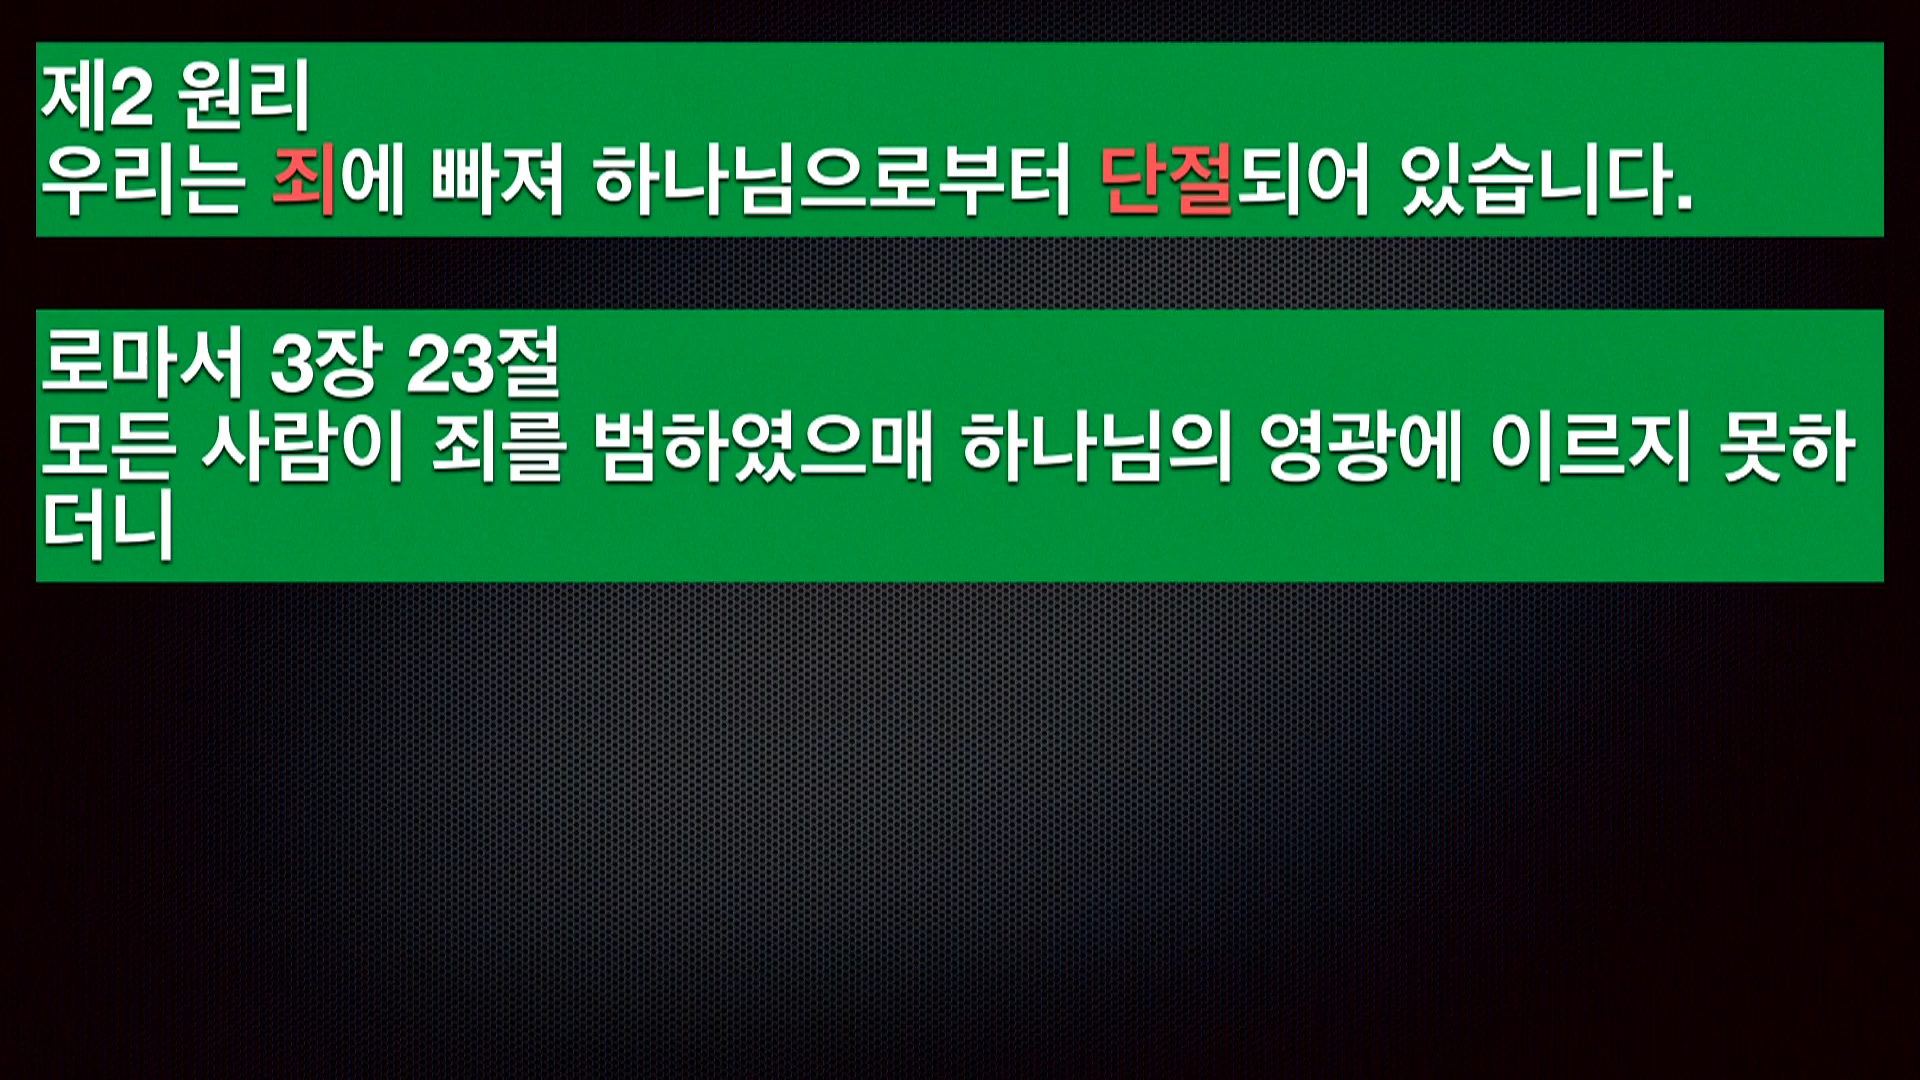 제2 원리
우리는 죄에 빠져 하나님으로부터 단절되어 있습니다.
로마서 3장 23절
모든 사람이 죄를 범하였으매 하나님의 영광에 이르지 못하
더니